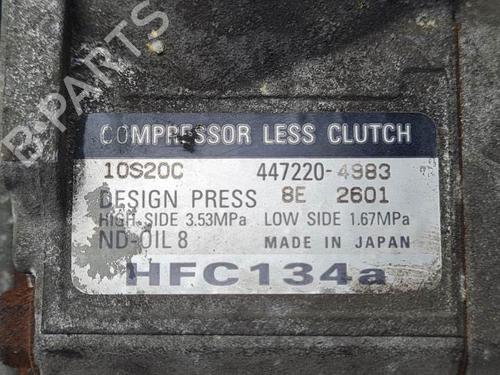 B-PARTS
COMPRESSOR LESS CLUTCH
10S20C 447220-4983
DESIGN PRESS 8E 2601
HIGH SIDE 3.53MPa LOW SIDE 1.67MPa
ND-OIL 8 MADE IN JAPAN
HFC134a